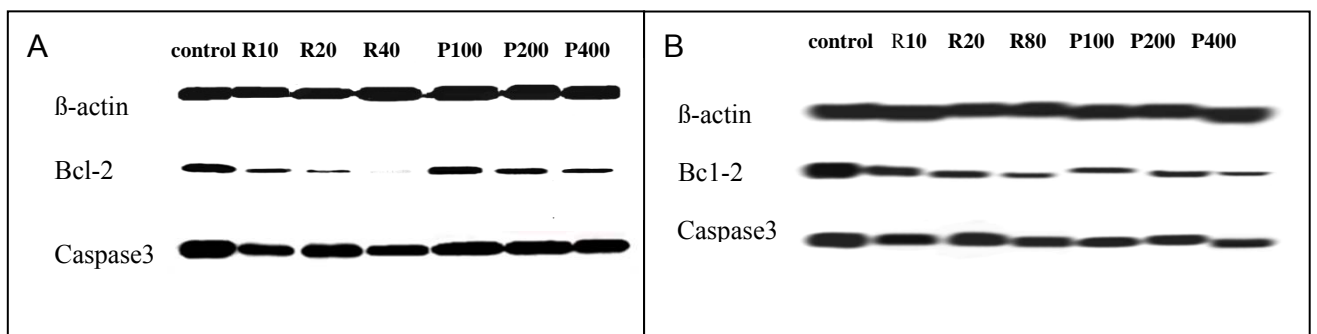 A
control R10 R20 R40 P100 P200 P400
ß-actin
Bcl-2
Caspase3
B
control R10 R20 R80 P100 P200 P400
ß-actin
Bc1-2
Caspase3